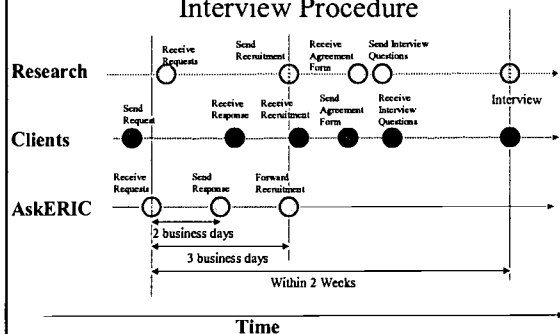 Interview Procedure
Receive
Requests
Send
Recruitment
Receive
Agreement
Form
Send Interview
Questions
Research
Interview
Send
Request
Receive
Response
Receive
Recruitment
Send
Agreement
Form
Receive
Interview
Questions
Clients
Receive
Requests
Send
Response
Forward
Recruitment
AskERIC
2 business days
3 business days
Within 2 Weeks
Time